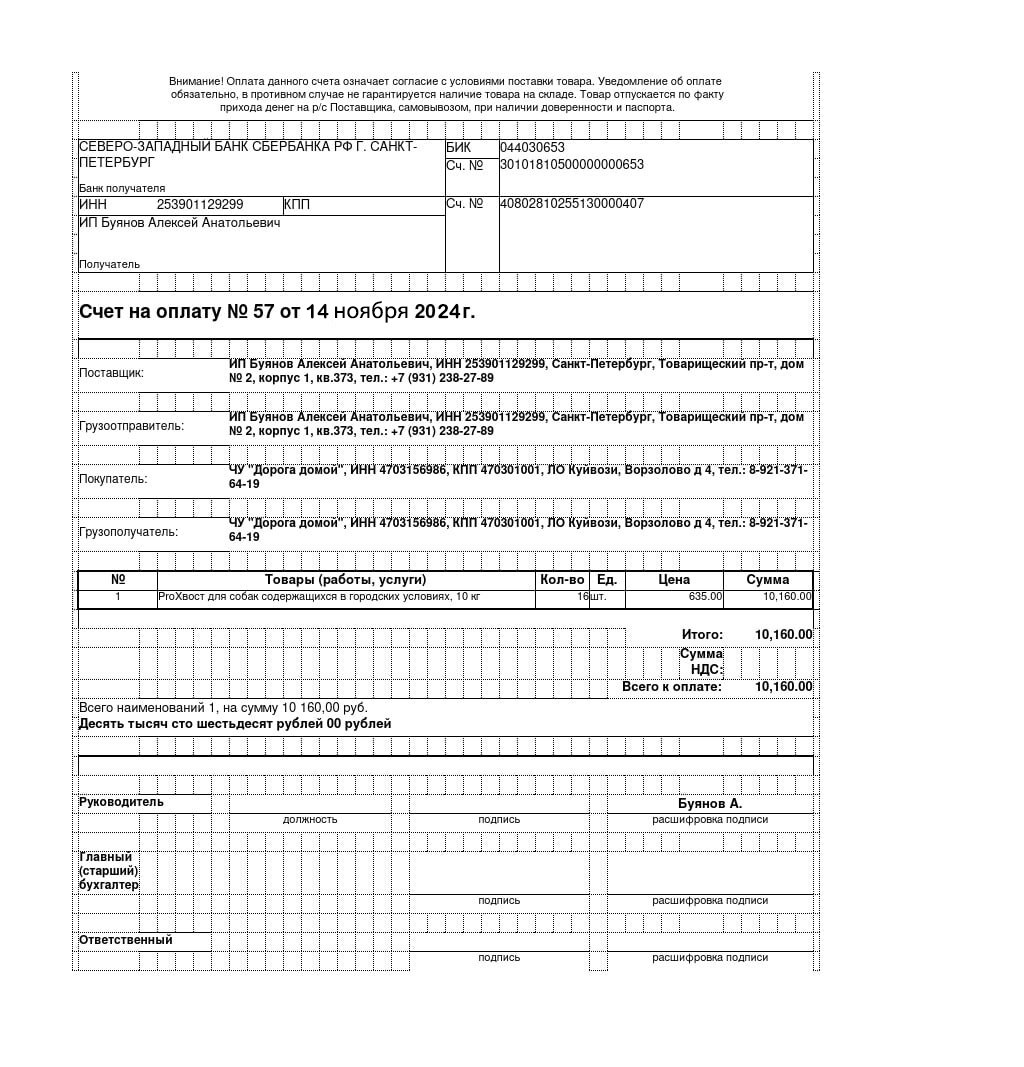 Внимание! Оплата данного счета означает согласие с условиями поставки товара. Уведомление об оплате
обязательно, в противном случае не гарантируется наличие товара на складе. Товар отпускается по факту
прихода денег на р/с Поставщика, самовывозом, при наличии доверенности и паспорта.
СЕВЕРО-ЗАПАДНЫЙ БАНК СБЕРБАНКА РФ Г. САНКТ-
ПЕТЕРБУРГ
БИК 044030653
Сч. № 30101810500000000653
Банк получателя
ИНН 253901129299 КПП Сч. № 40802810255130000407
ИП Буянов Алексей Анатольевич
Получатель
Счет на оплату № 57 от 14 ноября 2024г.
Поставщик: ИП Буянов Алексей Анатольевич, ИНН 253901129299, Санкт-Петербург, Товарищеский пр-т, дом
№ 2, корпус 1, кв.373, тел.: +7 (931) 238-27-89
Грузоотправитель: ИП Буянов Алексей Анатольевич, ИНН 253901129299, Санкт-Петербург, Товарищеский пр-т, дом
№ 2, корпус 1, кв.373, тел.: +7 (931) 238-27-89
Покупатель: ЧУ "Дорога домой", ИНН 4703156986, КПП 470301001, ЛО Куйвози, Ворзолово д 4, тел.: 8-921-371-
64-19
Грузополучатель: ЧУ "Дорога домой", ИНН 4703156986, КПП 470301001, ЛО Куйвози, Ворзолово д 4, тел.: 8-921-371-
64-19
№ Товары (работы, услуги) Кол-во Ед. Цена Сумма
1 ProХвост для собак содержащихся в городских условиях, 10 кг 16 шт. 635.00 10,160.00
Итого: 10,160.00
Сумма
НДС:
Всего к оплате: 10,160.00
Всего наименований 1, на сумму 10 160,00 руб.
Десять тысяч сто шестьдесят рублей 00 рублей
Руководитель Буянов А.
должность подпись расшифровка подписи
Главный
(старший)
бухгалтер
подпись расшифровка подписи
Ответственный
подпись расшифровка подписи